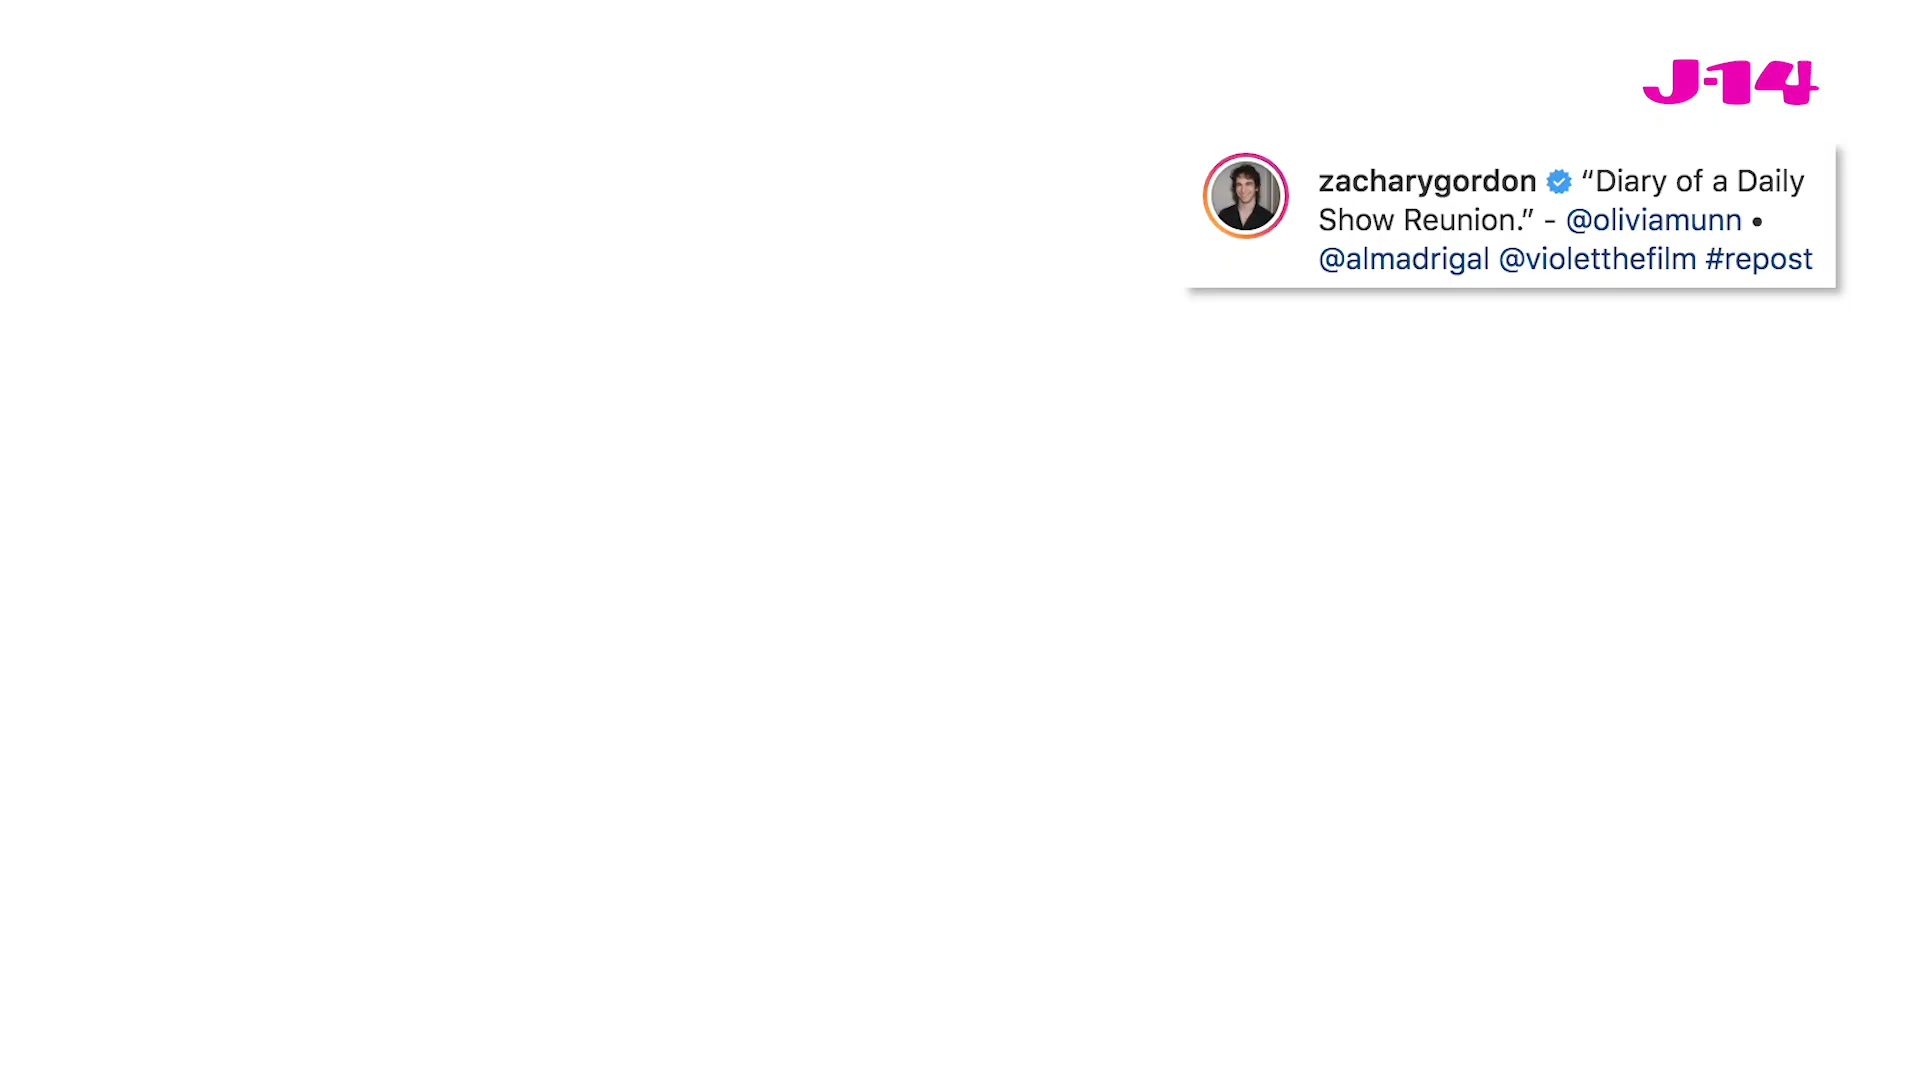 J-14
zacharygordon “Diary of a Daily
Show Reunion.” - @oliviamunn •
@almadrigal @violetthefilm #repost